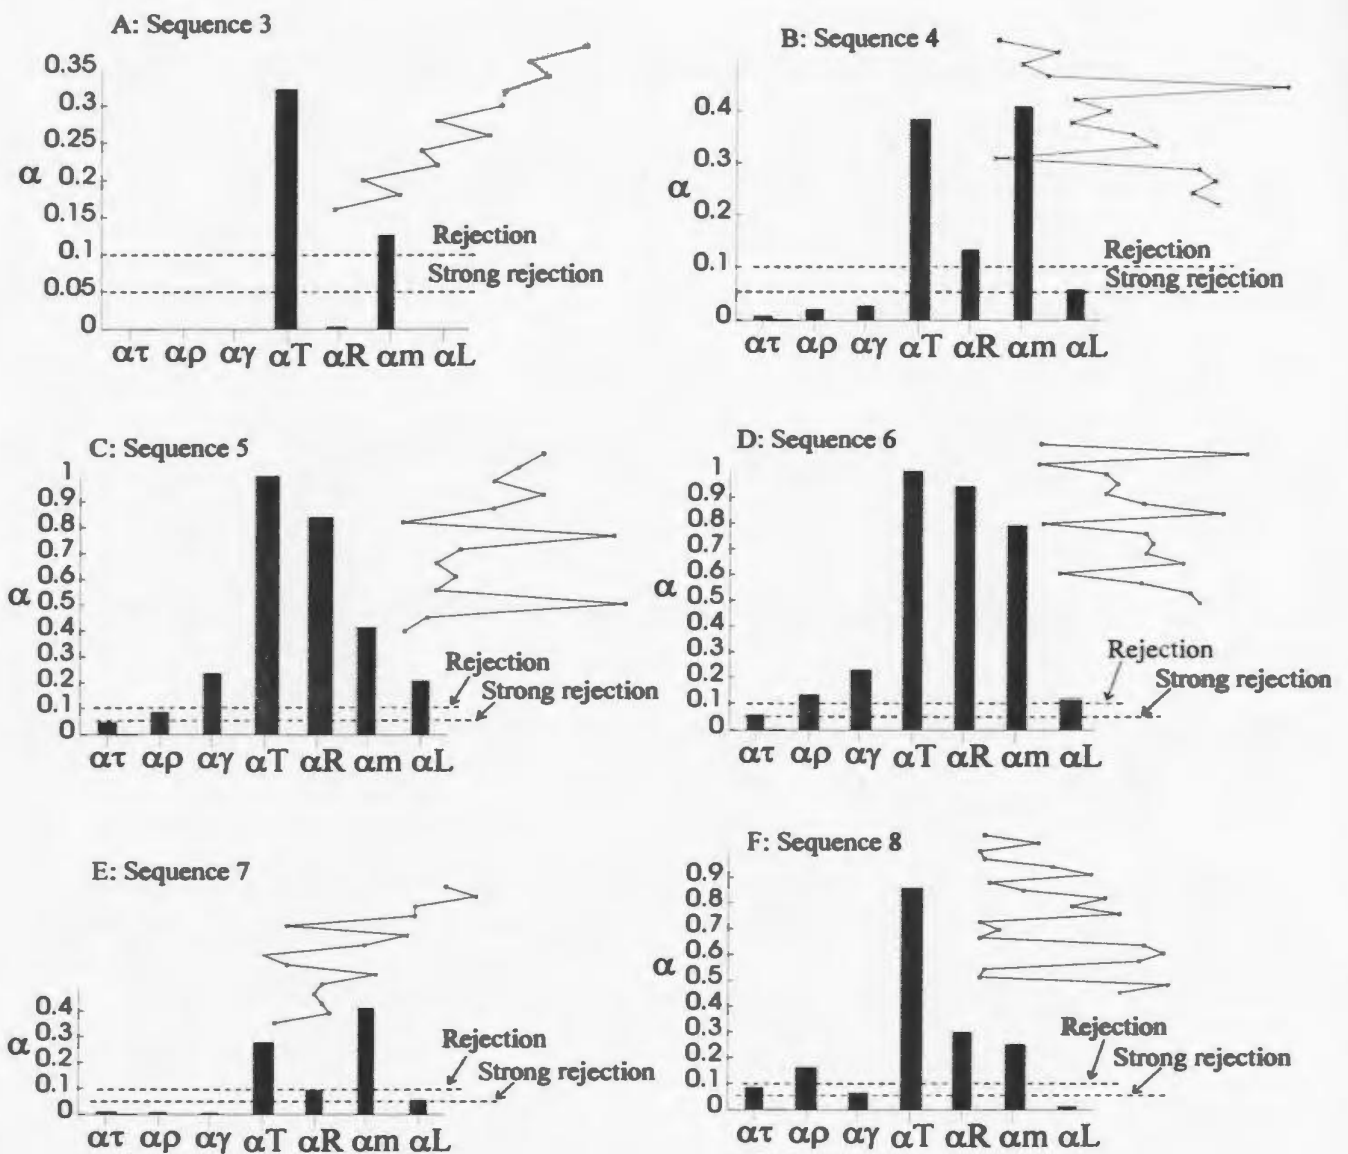 A: Sequence 3
0.35
0.3
0.25
α 0.2
0.15
0.1
0.05
0
Rejection
Strong rejection
ατ αρ αγ αT αR αm αL
B: Sequence 4
0.4
0.3
α
0.2
0.1
0
Rejection
Strong rejection
ατ αρ αγ αT αR αm αL
C: Sequence 5
1
0.9
0.8
0.7
0.6
α 0.5
0.4
0.3
0.2
0.1
0
Rejection
Strong rejection
ατ αρ αγ αT αR αm αL
D: Sequence 6
1
0.9
0.8
0.7
0.6
α
0.5
0.4
0.3
0.2
0.1
0
Rejection
Strong rejection
ατ αρ αγ αT αR αm αL
E: Sequence 7
0.4
0.3
α
0.2
0.1
0
Rejection
Strong rejection
ατ αρ αγ αT αR αm αL
F: Sequence 8
0.9
0.8
0.7
0.6
α
0.5
0.4
0.3
0.2
0.1
0
Rejection
Strong rejection
ατ αρ αγ αT αR αm αL